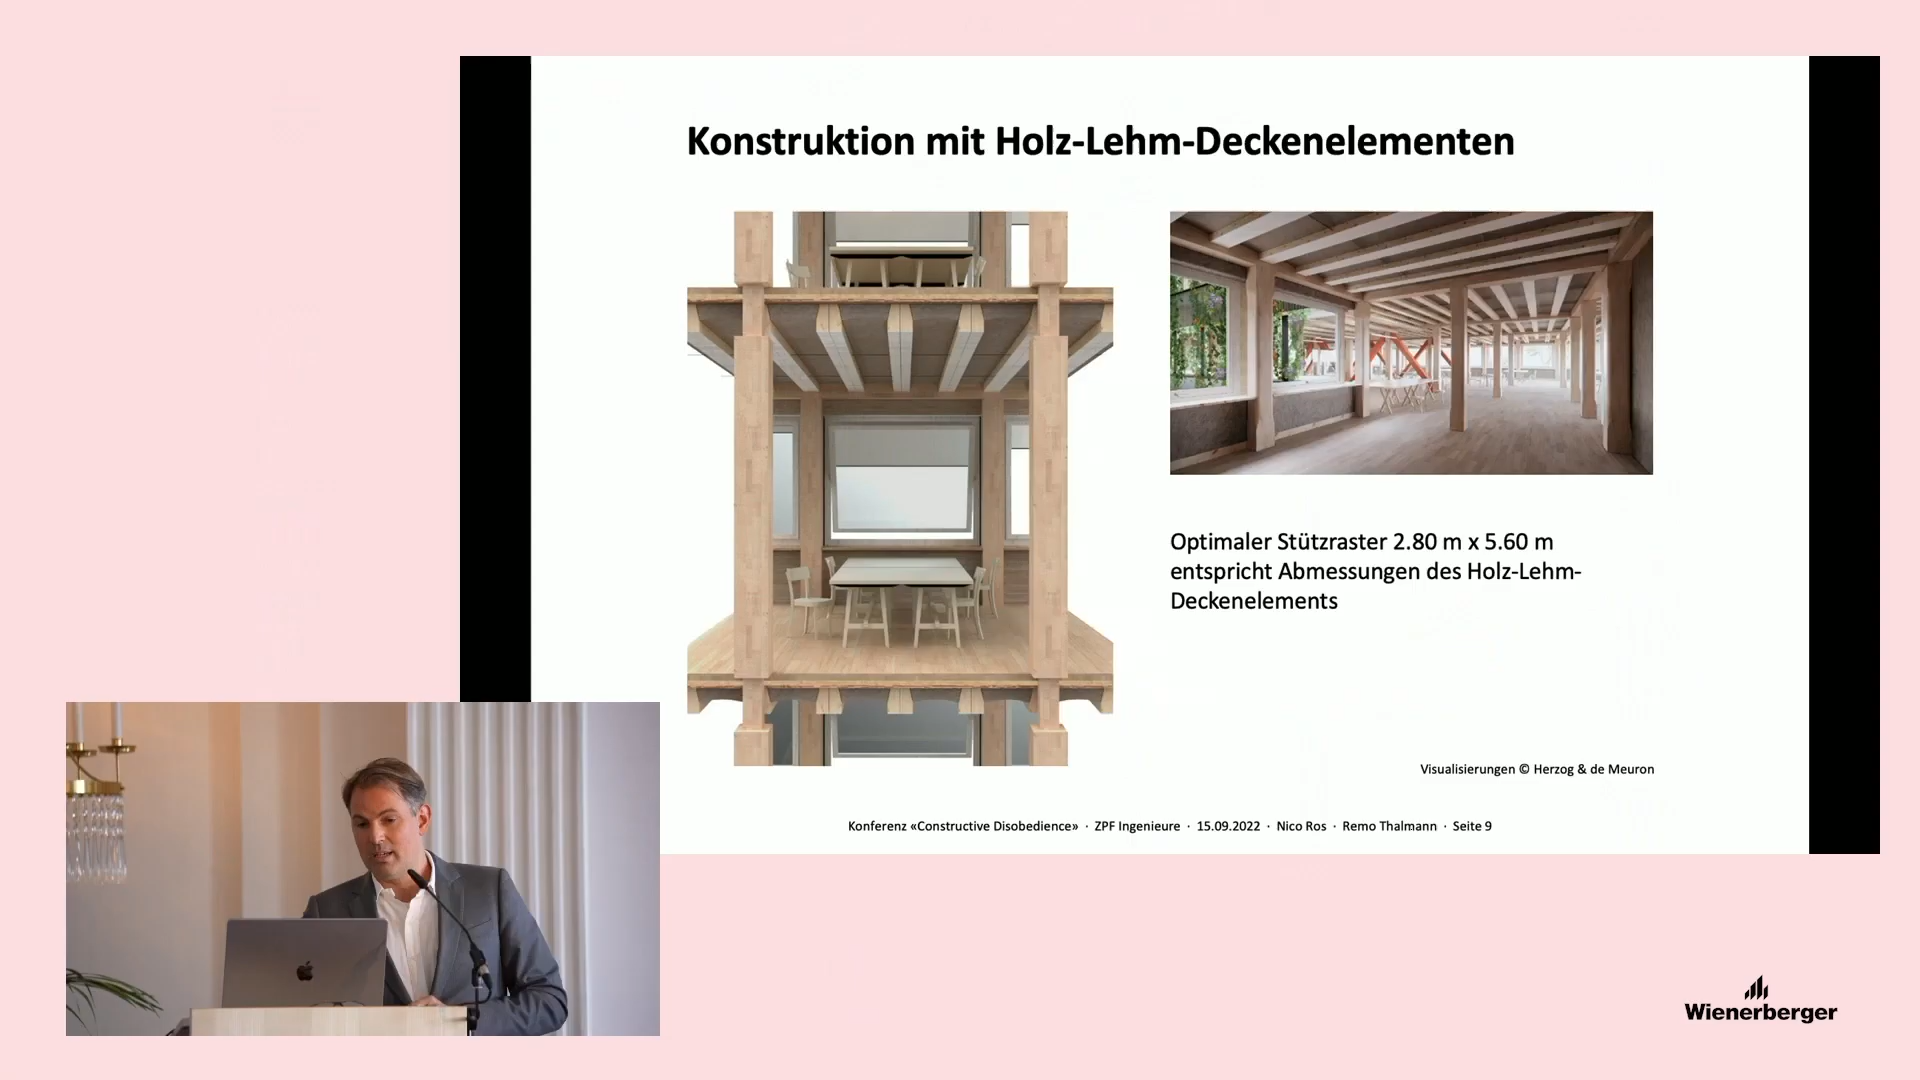 Konstruktion mit Holz-Lehm-Deckenelementen
Optimaler Stützraster 2.80 m x 5.60 m
entspricht Abmessungen des Holz-Lehm-
Deckenelements
Visualisierungen © Herzog & de Meuron
Konferenz «Constructive Disobedience» · ZPF Ingenieure · 15.09.2022 · Nico Ros · Remo Thalmann · Seite 9
Wienerberger